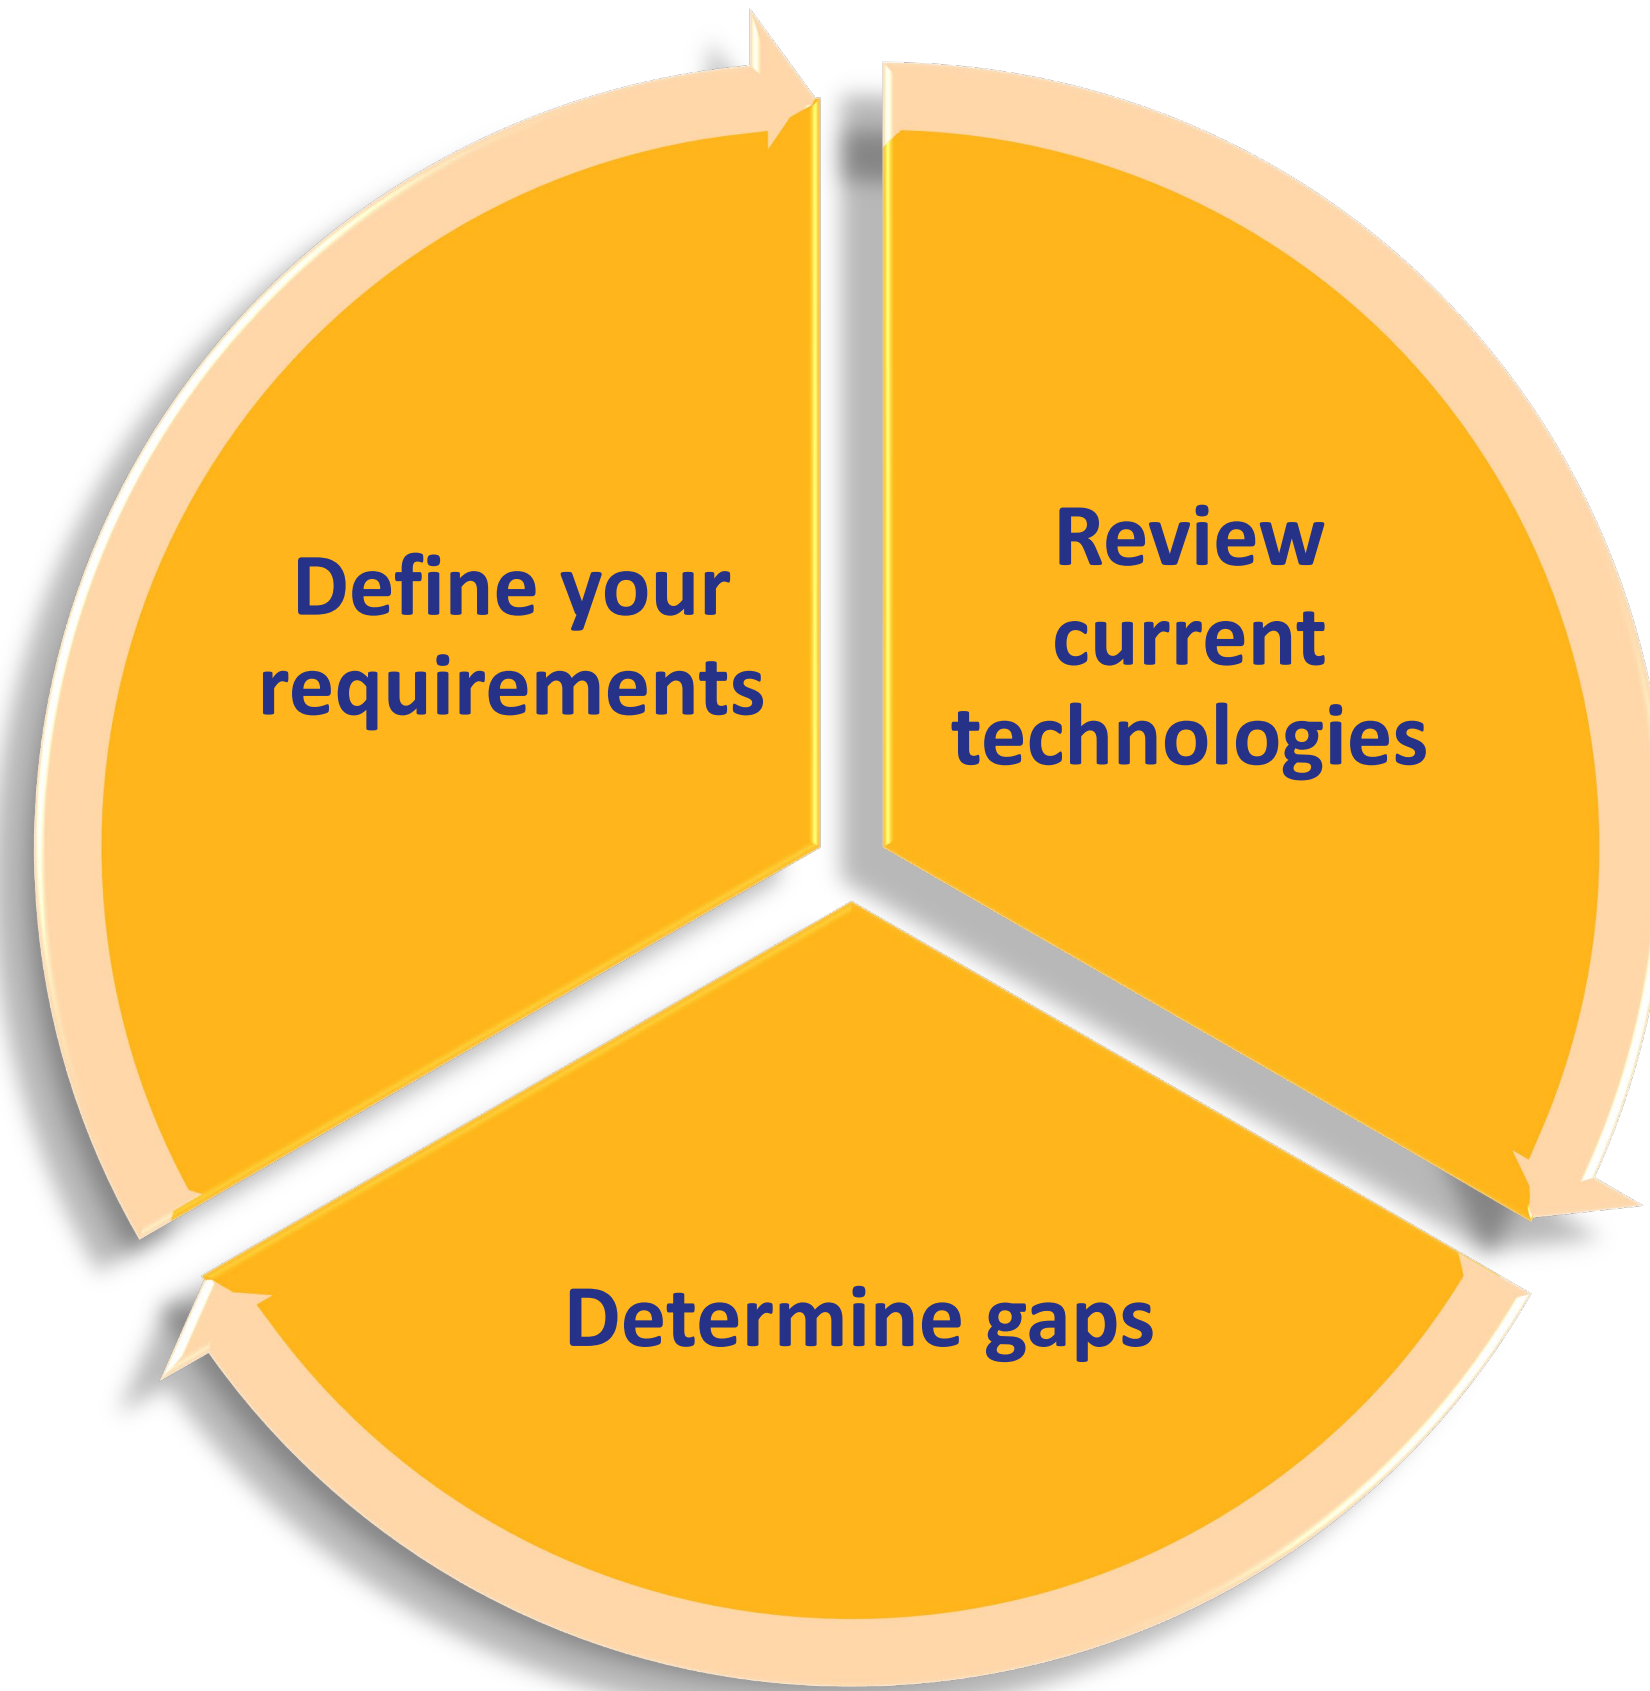 Define your
requirements
Review
current
technologies
Determine gaps